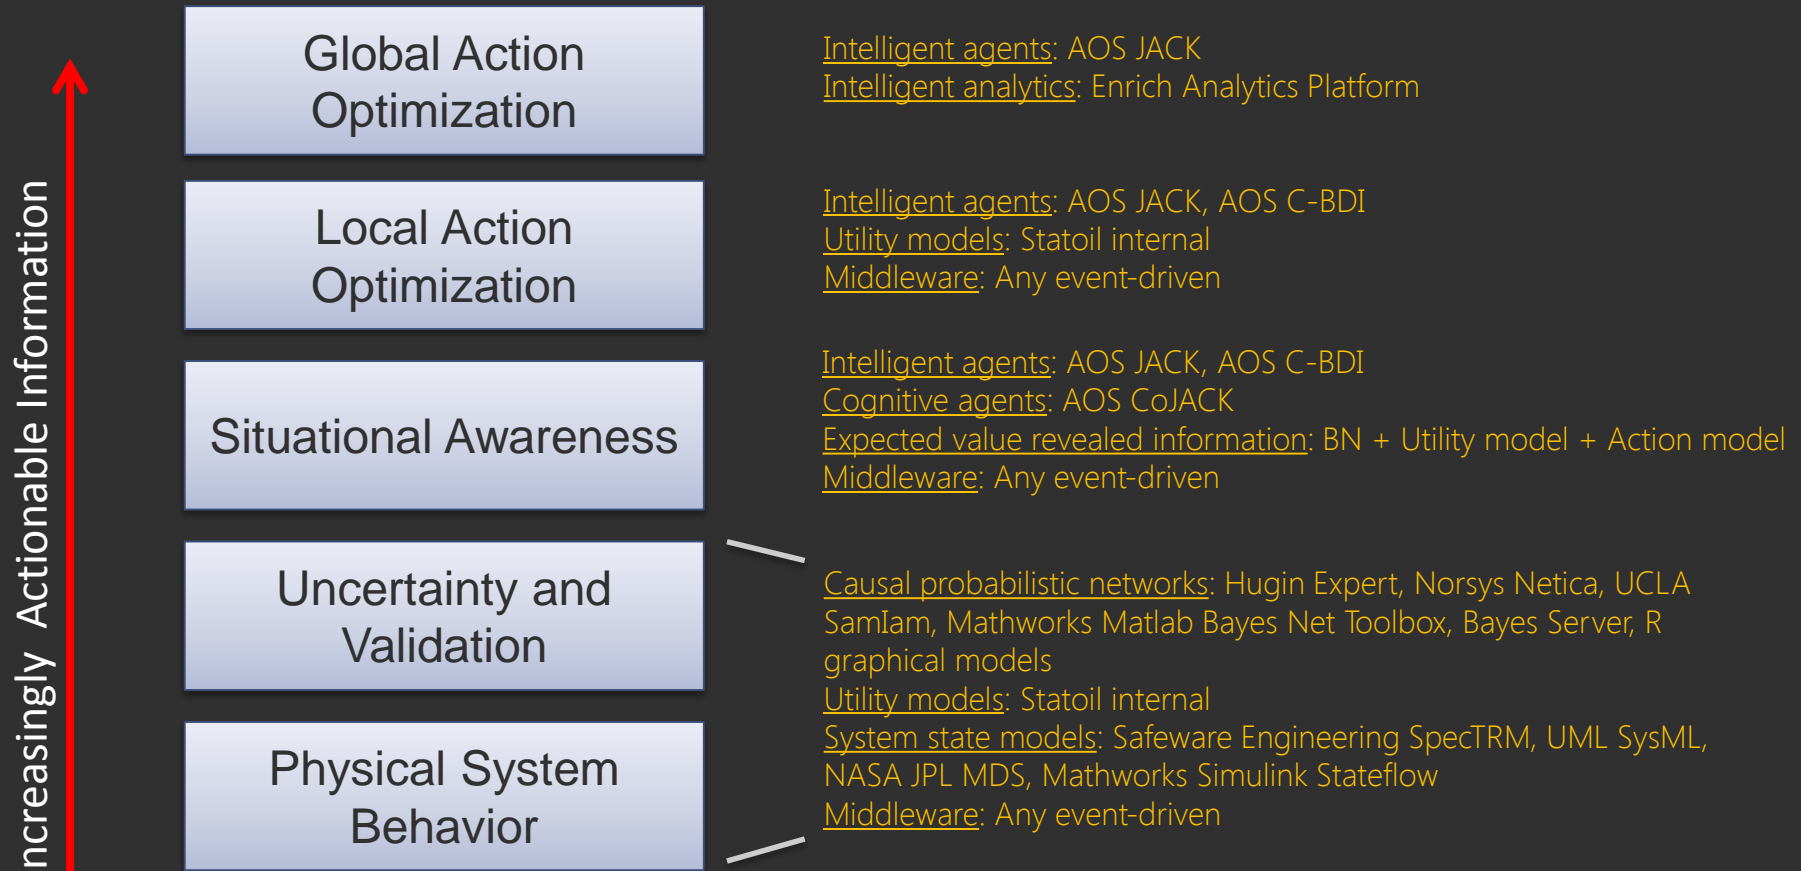 Global Action
Optimization
Intelligent agents: AOS JACK
Intelligent analytics: Enrich Analytics Platform
Local Action
Optimization
Intelligent agents: AOS JACK, AOS C-BDI
Utility models: Statoil internal
Middleware: Any event-driven
Situational Awareness
Intelligent agents: AOS JACK, AOS C-BDI
Cognitive agents: AOS CoJACK
Expected value revealed information: BN + Utility model + Action model
Middleware: Any event-driven
Uncertainty and
Validation
Physical System
Behavior
Causal probabilistic networks: Hugin Expert, Norsys Netica, UCLA
SamIam, Mathworks Matlab Bayes Net Toolbox, Bayes Server, R
graphical models
Utility models: Statoil internal
System state models: Safeware Engineering SpecTRM, UML SysML,
NASA JPL MDS, Mathworks Simulink Stateflow
Middleware: Any event-driven
ncreasingly Actionable Information